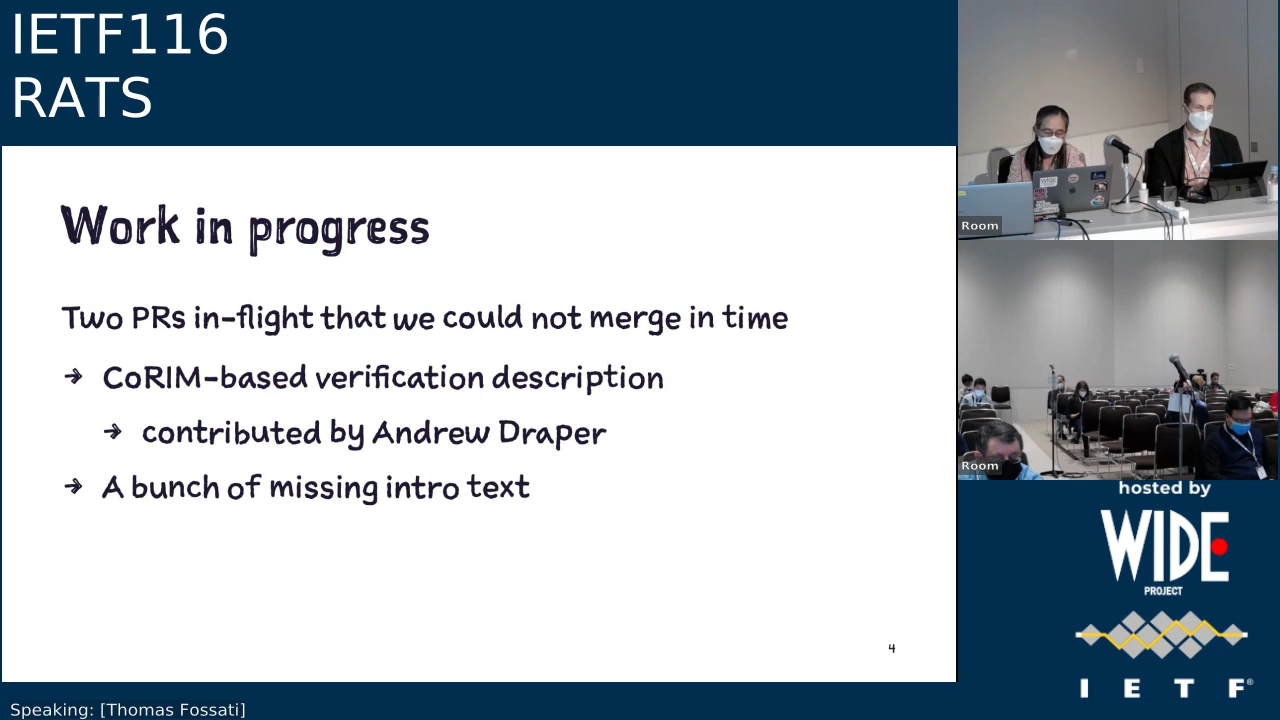 IETF116
RATS
Work in progress
Two PRs in-flight that we could not merge in time
→ CoRIM-based verification description
→ contributed by Andrew Draper
→ A bunch of missing intro text
4
Speaking: [Thomas Fossati]
Room
Room
hosted by
WIDE
PROJECT
I E T F®